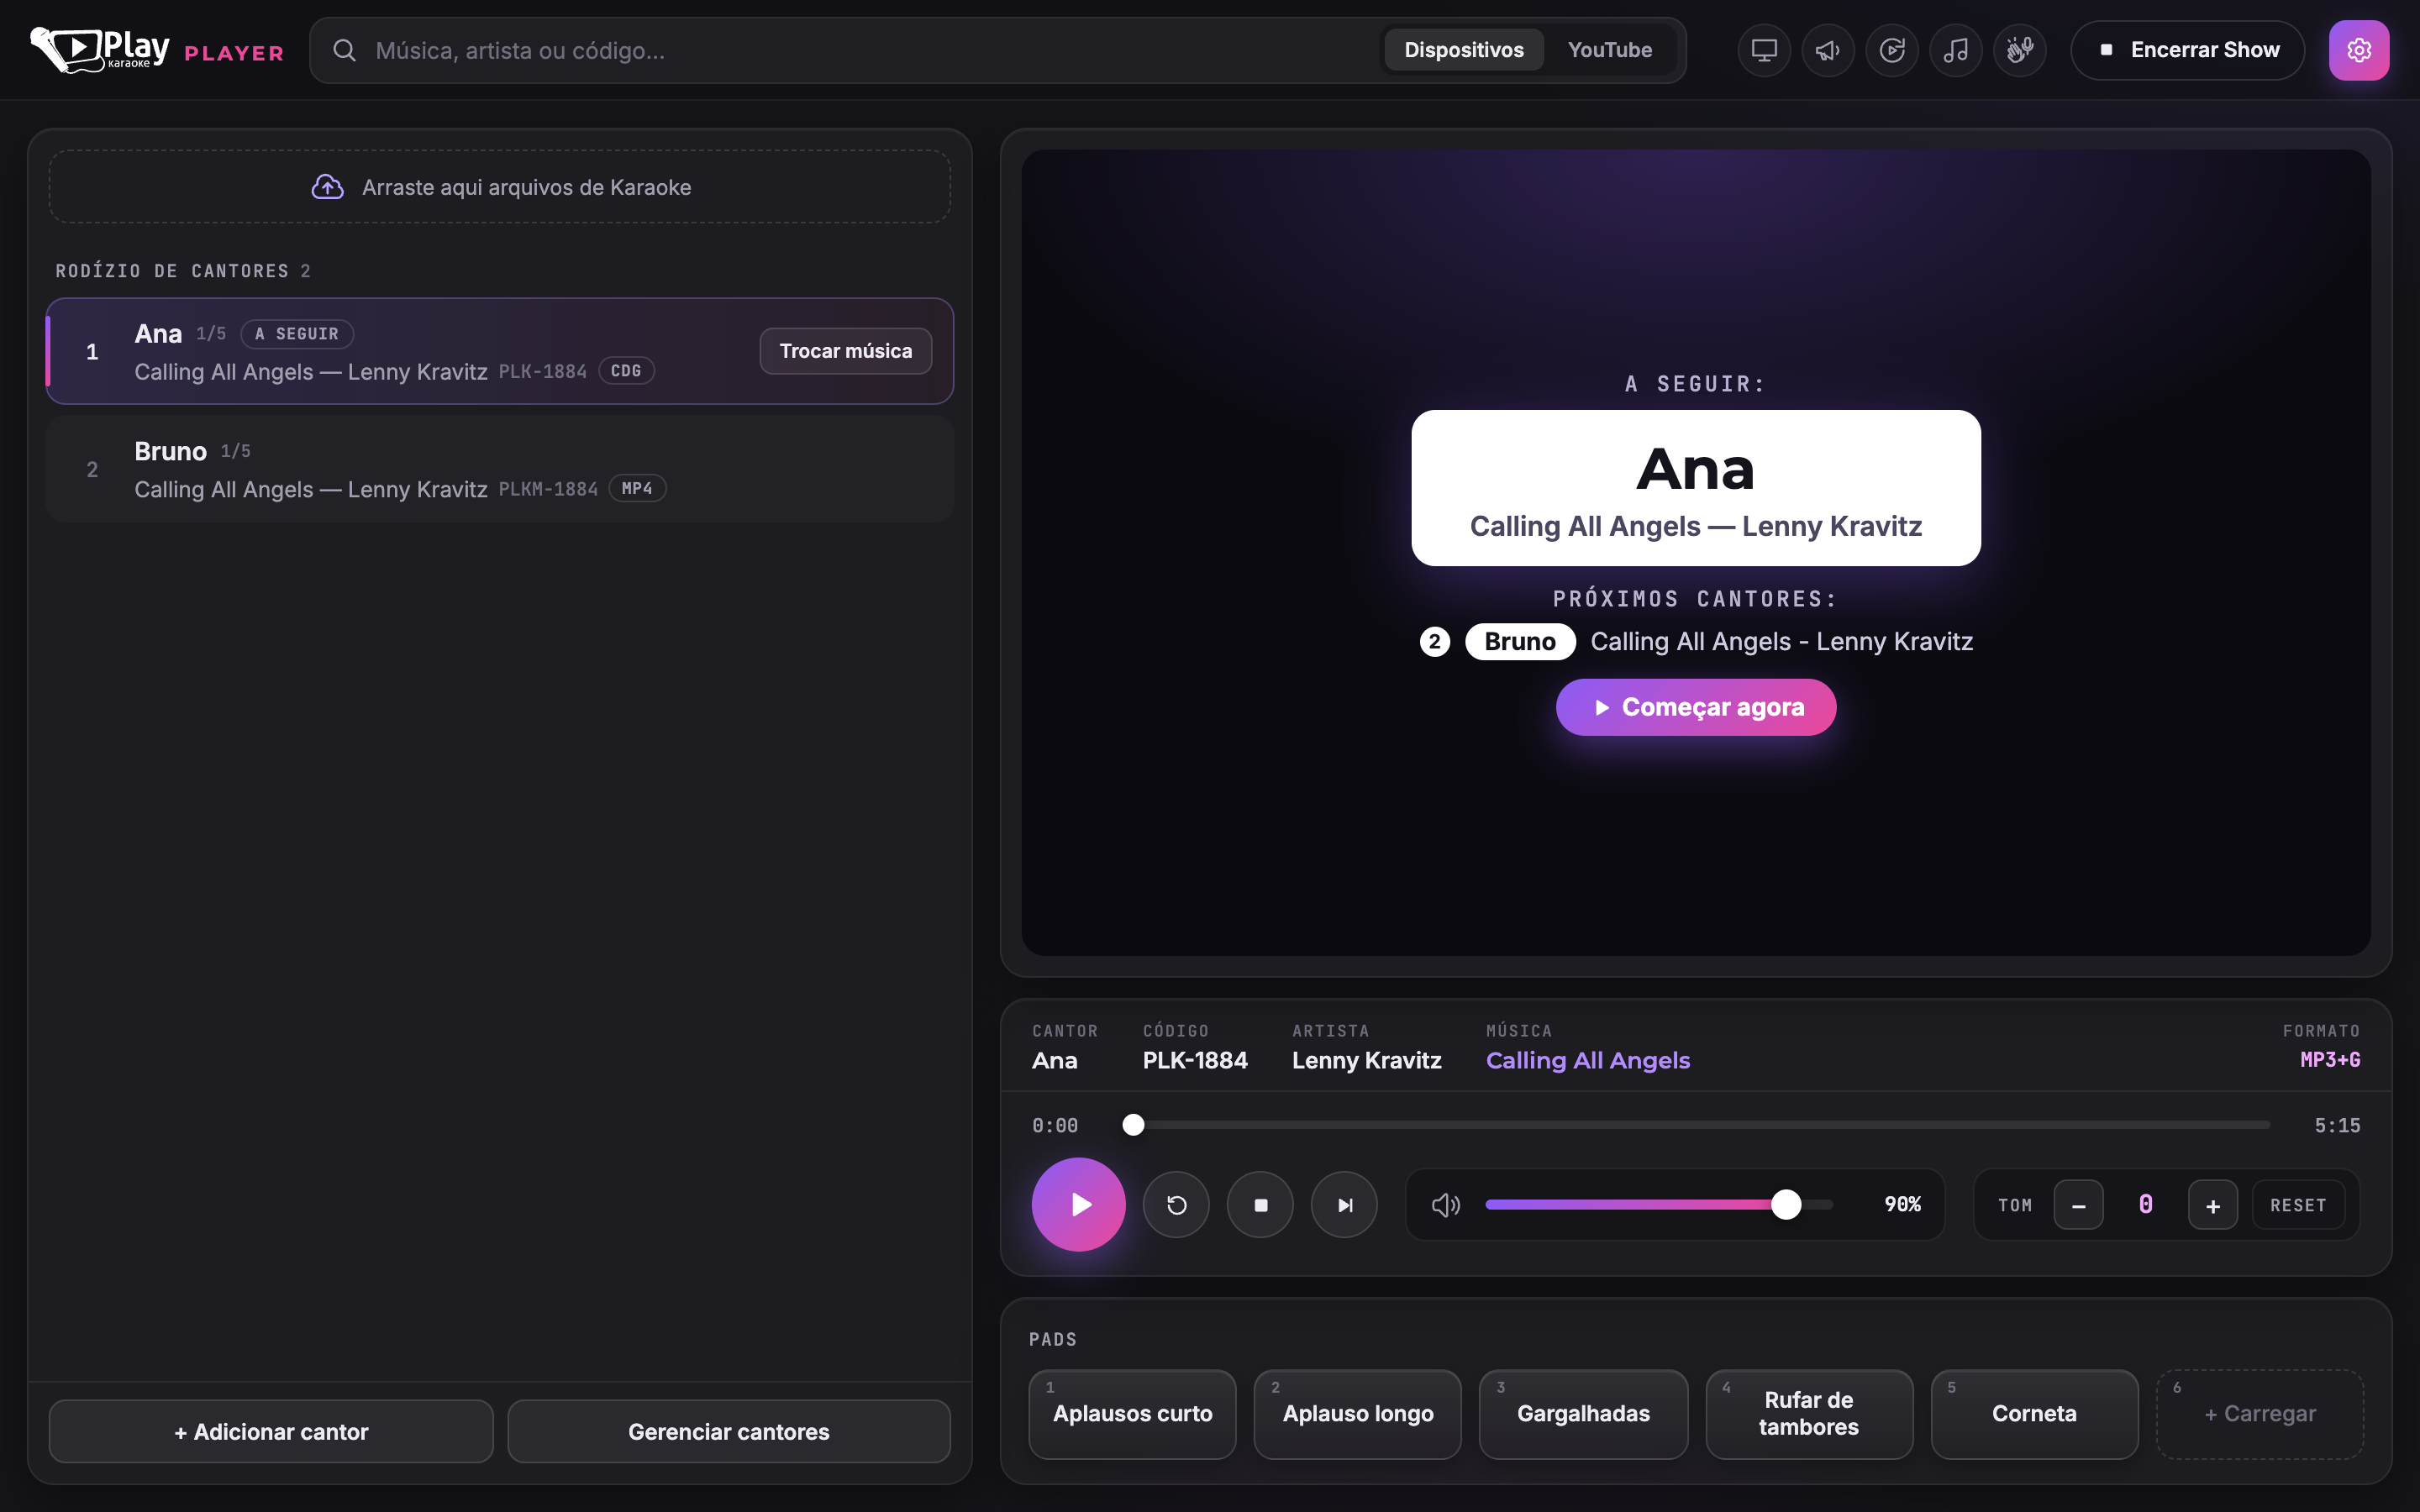 Play
karaoke
PLAYER
Música, artista ou código...
Dispositivos
YouTube
Encerrar Show
Arraste aqui arquivos de Karaoke
RODÍZIO DE CANTORES 2
1
Ana 1/5 A SEGUIR
Calling All Angels — Lenny Kravitz PLK-1884 CDG
Trocar música
2
Bruno 1/5
Calling All Angels — Lenny Kravitz PLKM-1884 MP4
+ Adicionar cantor
Gerenciar cantores
A SEGUIR:
Ana
Calling All Angels — Lenny Kravitz
PRÓXIMOS CANTORES:
2 Bruno Calling All Angels - Lenny Kravitz
Começar agora
CANTOR
Ana
CÓDIGO
PLK-1884
ARTISTA
Lenny Kravitz
MÚSICA
Calling All Angels
FORMATO
MP3+G
0:00
5:15
90%
TOM
−
0
+
RESET
PADS
1
Aplausos curto
2
Aplauso longo
3
Gargalhadas
4
Rufar de
tambores
5
Corneta
6
+ Carregar